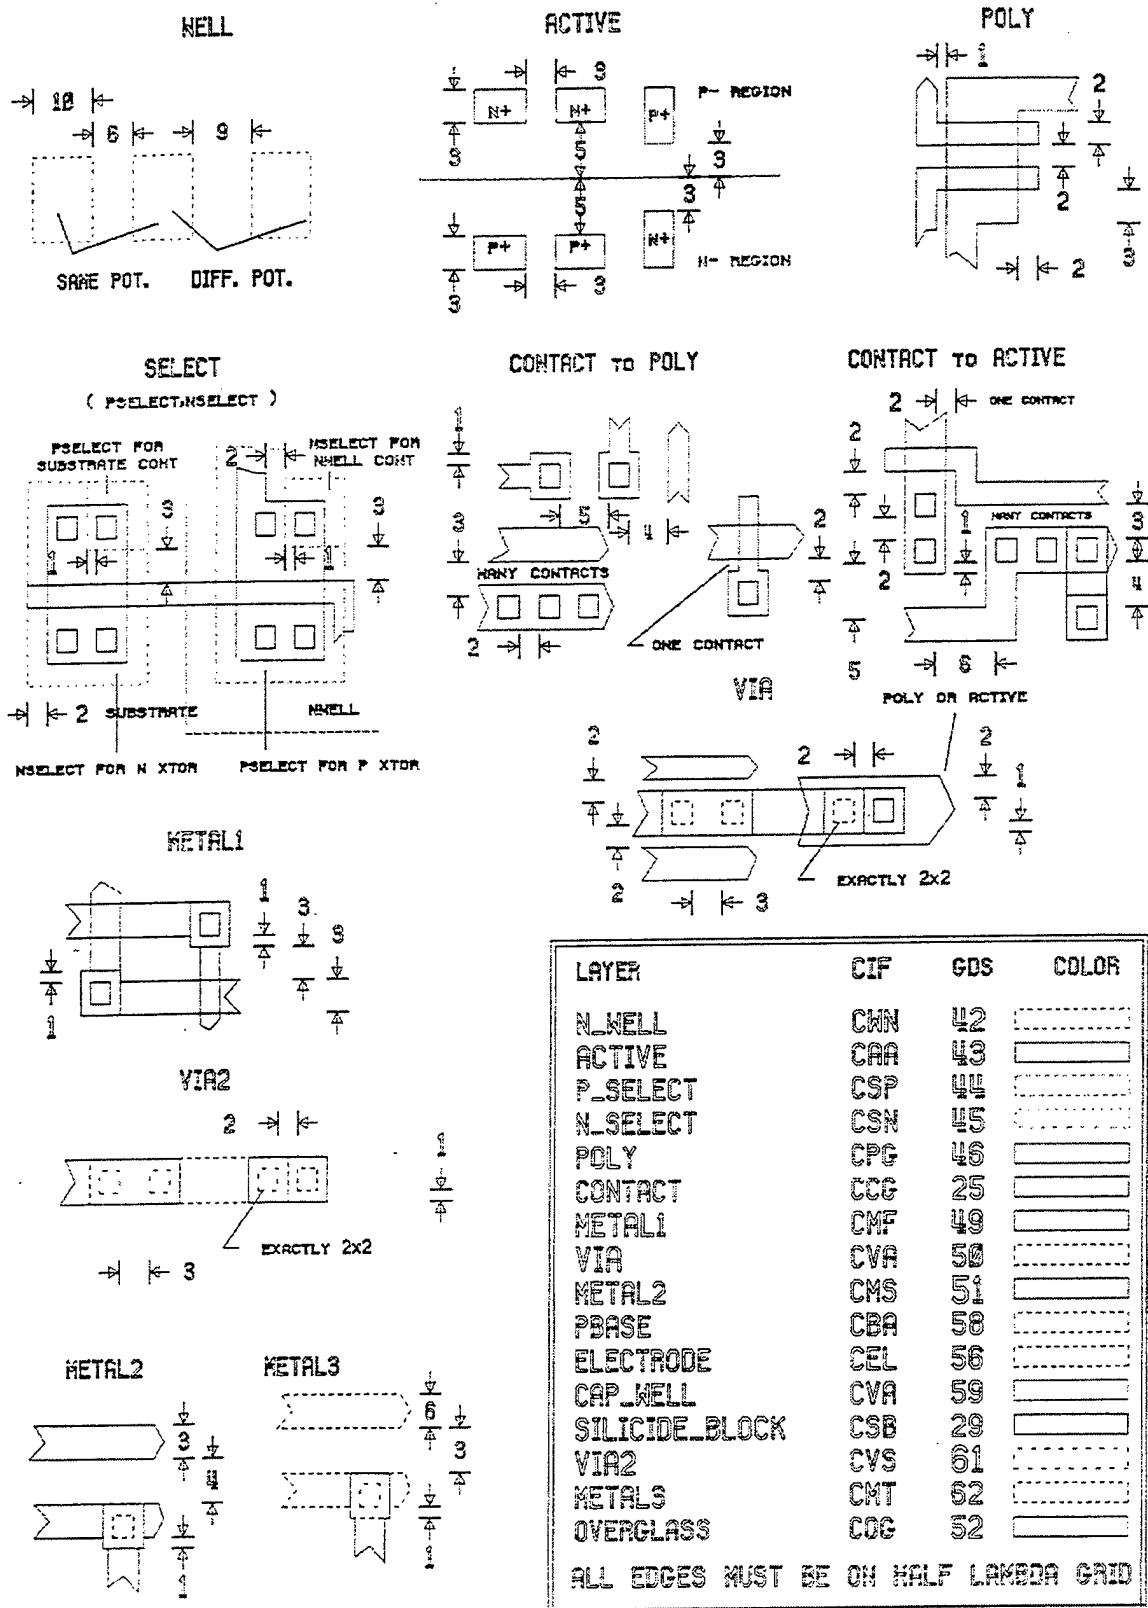 WELL
10
6
9
SAME POT.
DIFF. POT.
ACTIVE
3
N+
N+
P+
P- REGION
3
5
3
3
5
P+
P+
N+
N- REGION
3
3
POLY
1
2
2
3
2
SELECT
( PSELECT,NSELECT )
PSELECT FOR
SUBSTRATE CONT
2
NSELECT FOR
NWELL CONT
3
3
1
1
2
SUBSTRATE
NWELL
NSELECT FOR N XTOR
PSELECT FOR P XTOR
CONTACT TO POLY
1
3
5
4
2
MANY CONTACTS
2
ONE CONTACT
CONTACT TO ACTIVE
2
ONE CONTACT
2
2
1
MANY CONTACTS
3
4
5
6
VIA
POLY OR ACTIVE
2
2
2
1
2
3
EXACTLY 2x2
METAL1
1
3
3
1
VIA2
2
1
EXACTLY 2x2
3
METAL2
3
4
1
METAL3
6
3
1
LAYER CIF GDS COLOR
N_WELL CWN 42
ACTIVE CAA 43
P_SELECT CSP 44
N_SELECT CSN 45
POLY CPG 46
CONTACT CCG 25
METAL1 CMF 49
VIA CVA 50
METAL2 CMS 51
PBASE CBA 58
ELECTRODE CEL 56
CAP_WELL CVA 59
SILICIDE_BLOCK CSB 29
VIA2 CVS 61
METAL3 CMT 62
OVERGLASS COG 52
ALL EDGES MUST BE ON HALF LAMBDA GRID